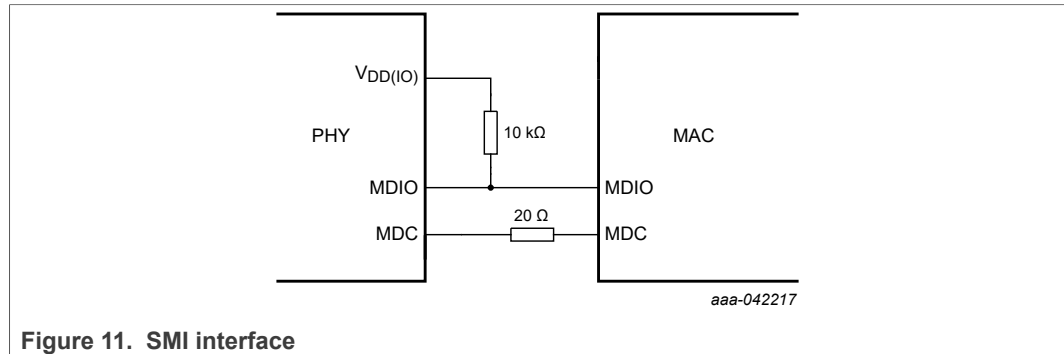 VDD(IO)
10 kΩ
PHY
MAC
MDIO
MDIO
20 Ω
MDC
MDC
aaa-042217
Figure 11. SMI interface